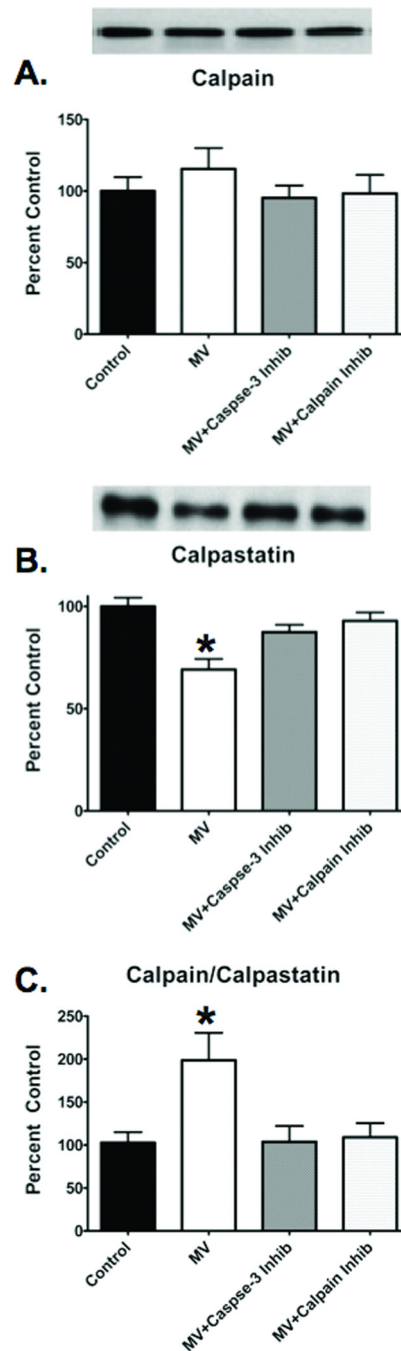 A.
Calpain
150
100
50
0
Percent Control
Control
MV
MV+Caspse-3 Inhib
MV+Calpain Inhib
B.
Calpastatin
100
50
0
Percent Control
*
Control
MV
MV+Caspse-3 Inhib
MV+Calpain Inhib
C.
Calpain/Calpastatin
250
200
150
100
50
0
Percent Control
*
Control
MV
MV+Caspse-3 Inhib
MV+Calpain Inhib